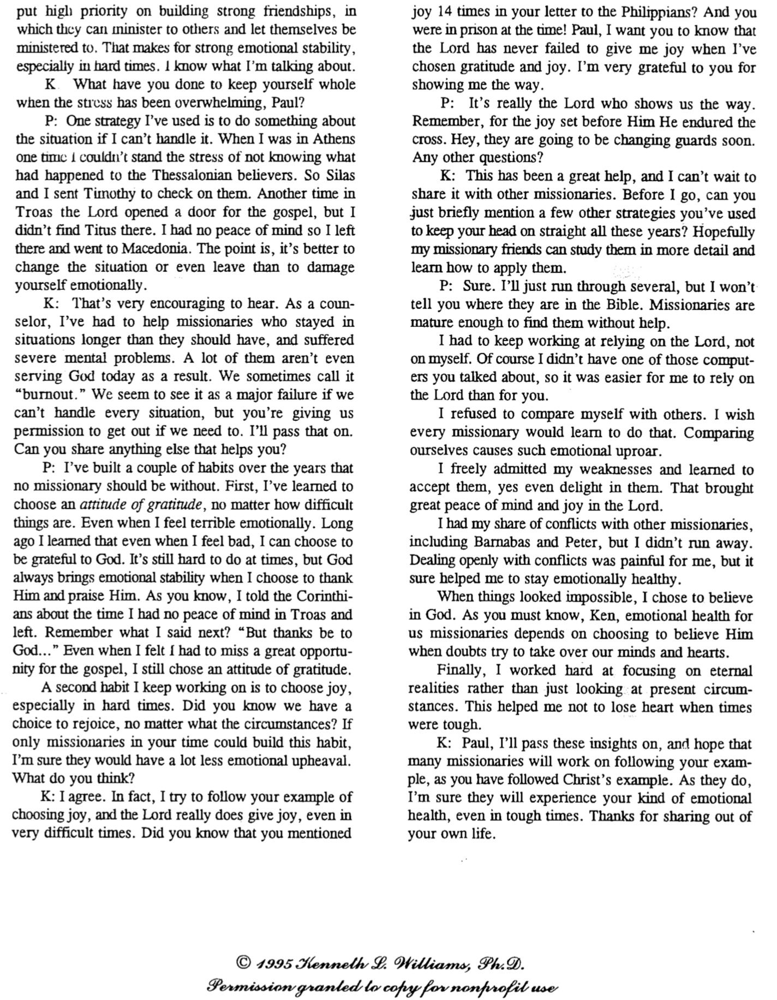 put high priority on building strong friendships, in
which they can minister to others and let themselves be
ministered to. That makes for strong emotional stability,
especially in hard times. I know what I'm talking about.
K What have you done to keep yourself whole
when the stress has been overwhelming, Paul?
P: One strategy I've used is to do something about
the situation if I can't handle it. When I was in Athens
one time I couldn't stand the stress of not knowing what
had happened to the Thessalonian believers. So Silas
and I sent Timothy to check on them. Another time in
Troas the Lord opened a door for the gospel, but I
didn't find Titus there. I had no peace of mind so I left
there and went to Macedonia. The point is, it's better to
change the situation or even leave than to damage
yourself emotionally.
K: That's very encouraging to hear. As a coun-
selor, I've had to help missionaries who stayed in
situations longer than they should have, and suffered
severe mental problems. A lot of them aren't even
serving God today as a result. We sometimes call it
“burnout.” We seem to see it as a major failure if we
can't handle every situation, but you're giving us
permission to get out if we need to. I'll pass that on.
Can you share anything else that helps you?
P: I've built a couple of habits over the years that
no missionary should be without. First, I've learned to
choose an attitude of gratitude, no matter how difficult
things are. Even when I feel terrible emotionally. Long
ago I learned that even when I feel bad, I can choose to
be grateful to God. It's still hard to do at times, but God
always brings emotional stability when I choose to thank
Him and praise Him. As you know, I told the Corinthi-
ans about the time I had no peace of mind in Troas and
left. Remember what I said next? “But thanks be to
God...” Even when I felt I had to miss a great opportu-
nity for the gospel, I still chose an attitude of gratitude.
A second habit I keep working on is to choose joy,
especially in hard times. Did you know we have a
choice to rejoice, no matter what the circumstances? If
only missionaries in your time could build this habit,
I'm sure they would have a lot less emotional upheaval.
What do you think?
K: I agree. In fact, I try to follow your example of
choosing joy, and the Lord really does give joy, even in
very difficult times. Did you know that you mentioned
joy 14 times in your letter to the Philippians? And you
were in prison at the time! Paul, I want you to know that
the Lord has never failed to give me joy when I've
chosen gratitude and joy. I'm very grateful to you for
showing me the way.
P: It's really the Lord who shows us the way.
Remember, for the joy set before Him He endured the
cross. Hey, they are going to be changing guards soon.
Any other questions?
K: This has been a great help, and I can't wait to
share it with other missionaries. Before I go, can you
just briefly mention a few other strategies you've used
to keep your head on straight all these years? Hopefully
my missionary friends can study them in more detail and
learn how to apply them.
P: Sure. I'll just run through several, but I won't
tell you where they are in the Bible. Missionaries are
mature enough to find them without help.
I had to keep working at relying on the Lord, not
on myself. Of course I didn't have one of those comput-
ers you talked about, so it was easier for me to rely on
the Lord than for you.
I refused to compare myself with others. I wish
every missionary would learn to do that. Comparing
ourselves causes such emotional uproar.
I freely admitted my weaknesses and learned to
accept them, yes even delight in them. That brought
great peace of mind and joy in the Lord.
I had my share of conflicts with other missionaries,
including Barnabas and Peter, but I didn't run away.
Dealing openly with conflicts was painful for me, but it
sure helped me to stay emotionally healthy.
When things looked impossible, I chose to believe
in God. As you must know, Ken, emotional health for
us missionaries depends on choosing to believe Him
when doubts try to take over our minds and hearts.
Finally, I worked hard at focusing on eternal
realities rather than just looking at present circum-
stances. This helped me not to lose heart when times
were tough.
K: Paul, I'll pass these insights on, and hope that
many missionaries will work on following your exam-
ple, as you have followed Christ's example. As they do,
I'm sure they will experience your kind of emotional
health, even in tough times. Thanks for sharing out of
your own life.
© 1995 Kenneth L. Williams, Ph.D.
Permission granted to copy for nonprofit use